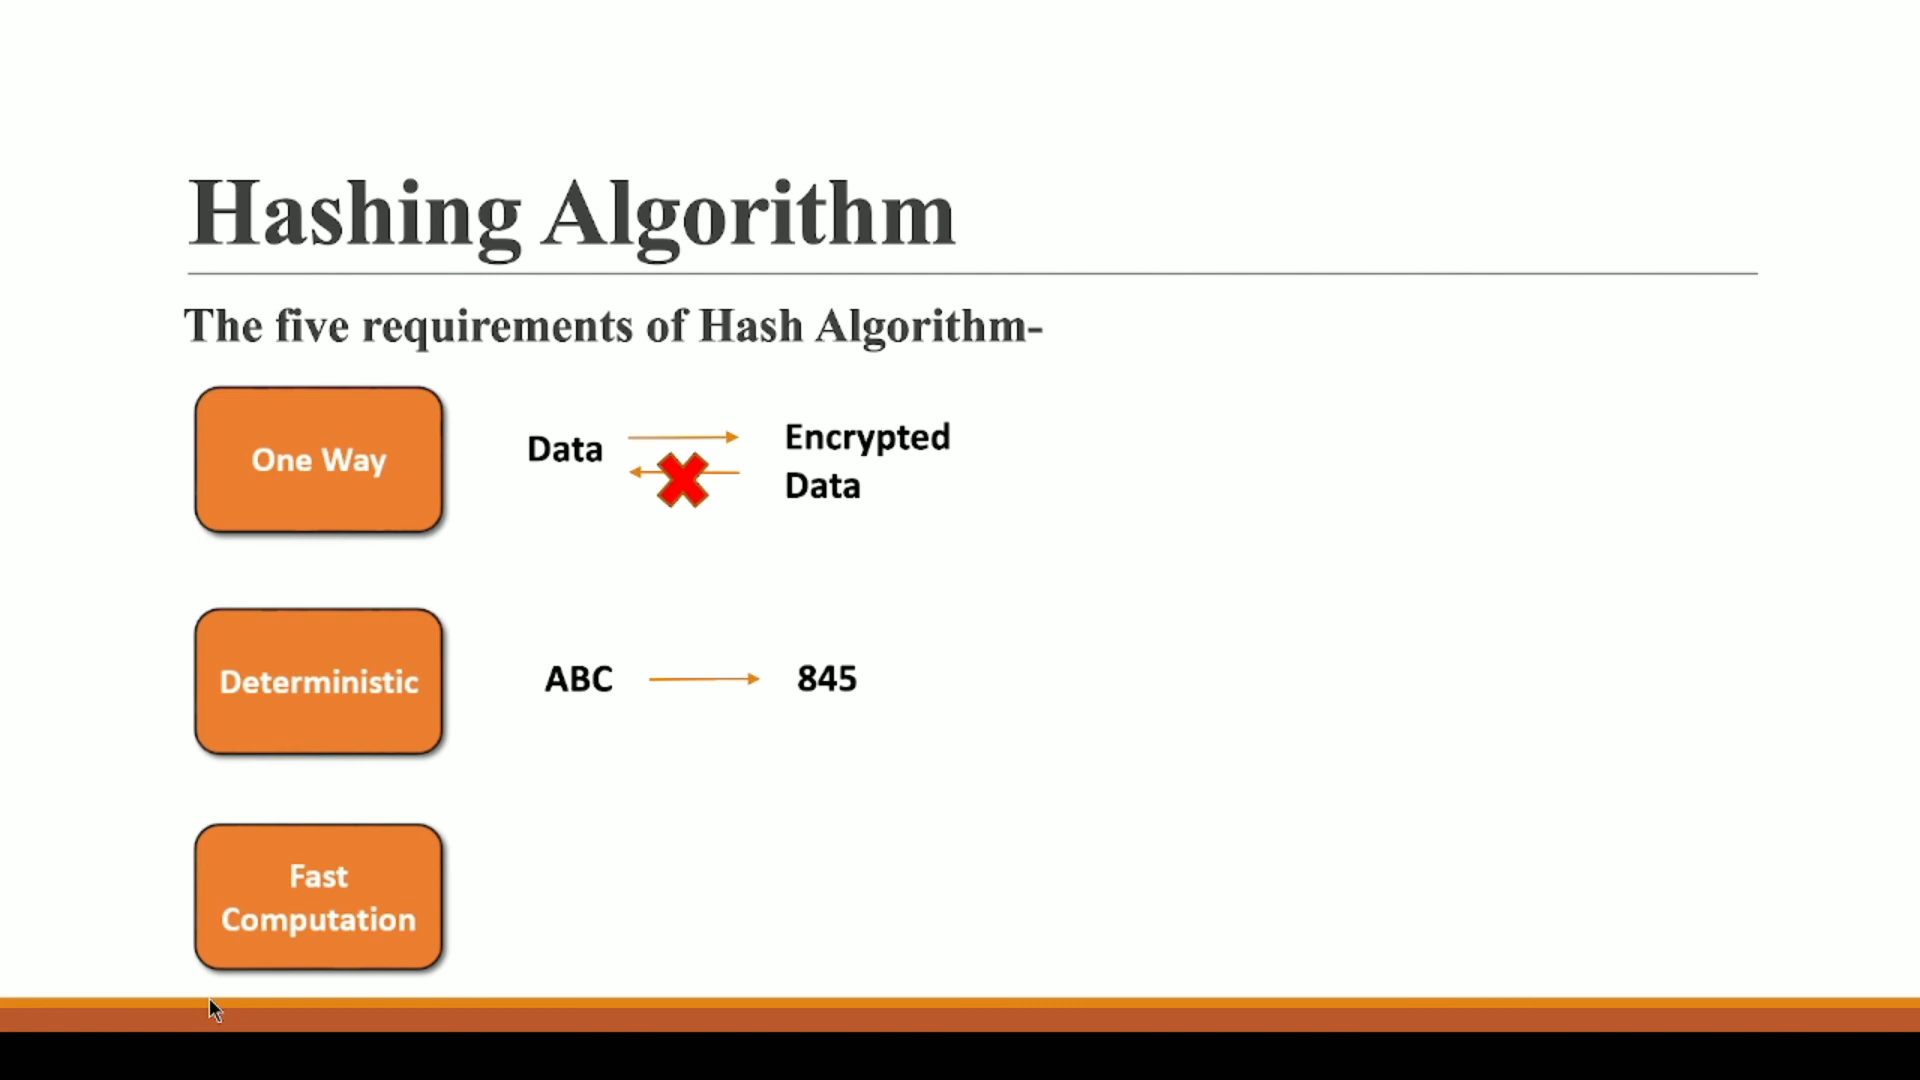 Hashing Algorithm
The five requirements of Hash Algorithm-
One Way
Data
Encrypted
Data
Deterministic
ABC
845
Fast
Computation